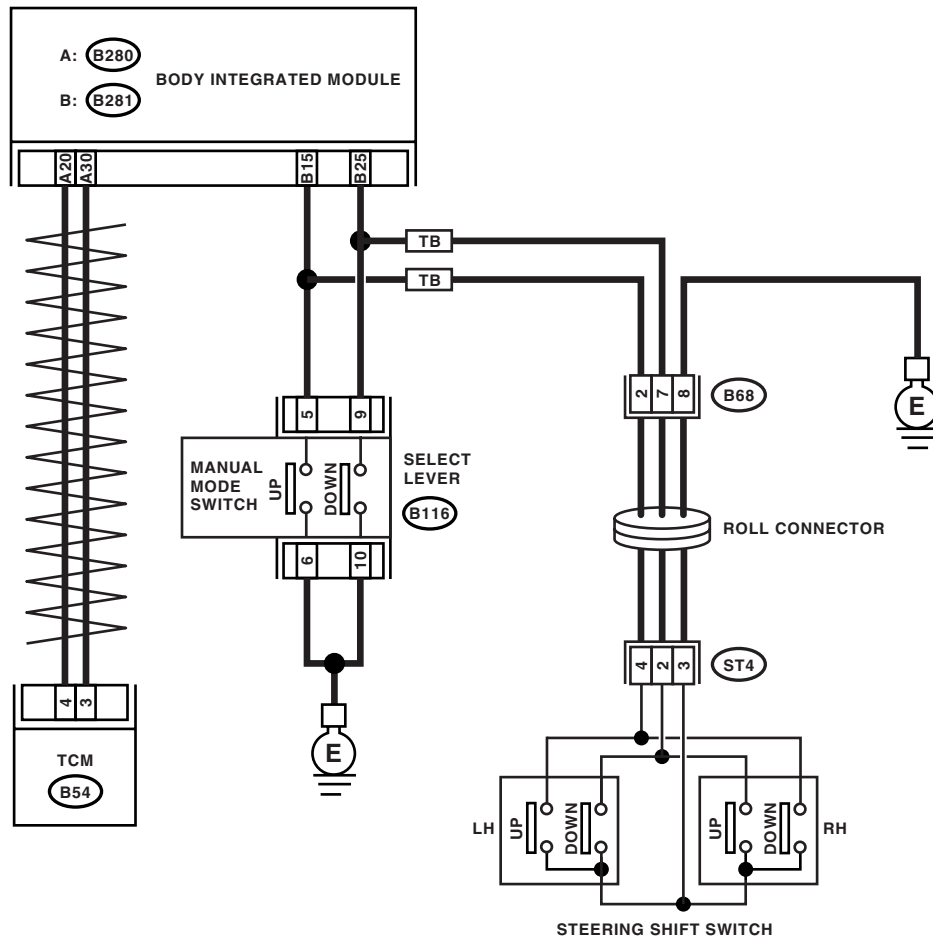 A: B280
BODY INTEGRATED MODULE
B: B281
A20 A30 B15 B25
TB
TB
5 9
2 7 8
B68
E
MANUAL
MODE
SWITCH
UP
DOWN
SELECT
LEVER
B116
ROLL CONNECTOR
6 10
4 2 3
ST4
4 3
TCM
B54
E
LH
UP
DOWN
UP
DOWN
RH
STEERING SHIFT SWITCH